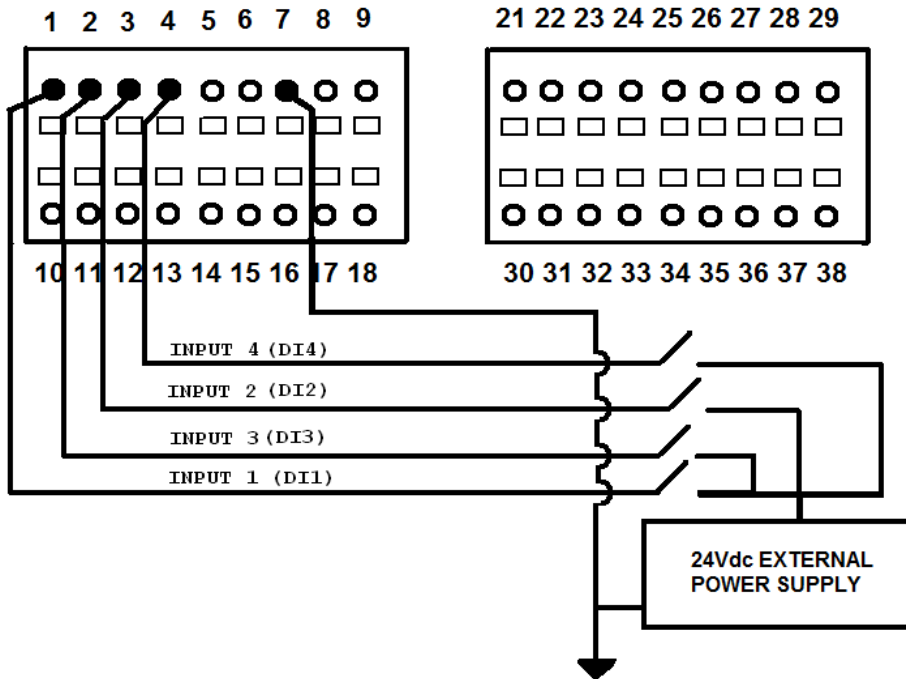 1 2 3 4 5 6 7 8 9
21 22 23 24 25 26 27 28 29
10 11 12 13 14 15 16 17 18
30 31 32 33 34 35 36 37 38
INPUT 4 (DI4)
INPUT 2 (DI2)
INPUT 3 (DI3)
INPUT 1 (DI1)
24Vdc EXTERNAL
POWER SUPPLY